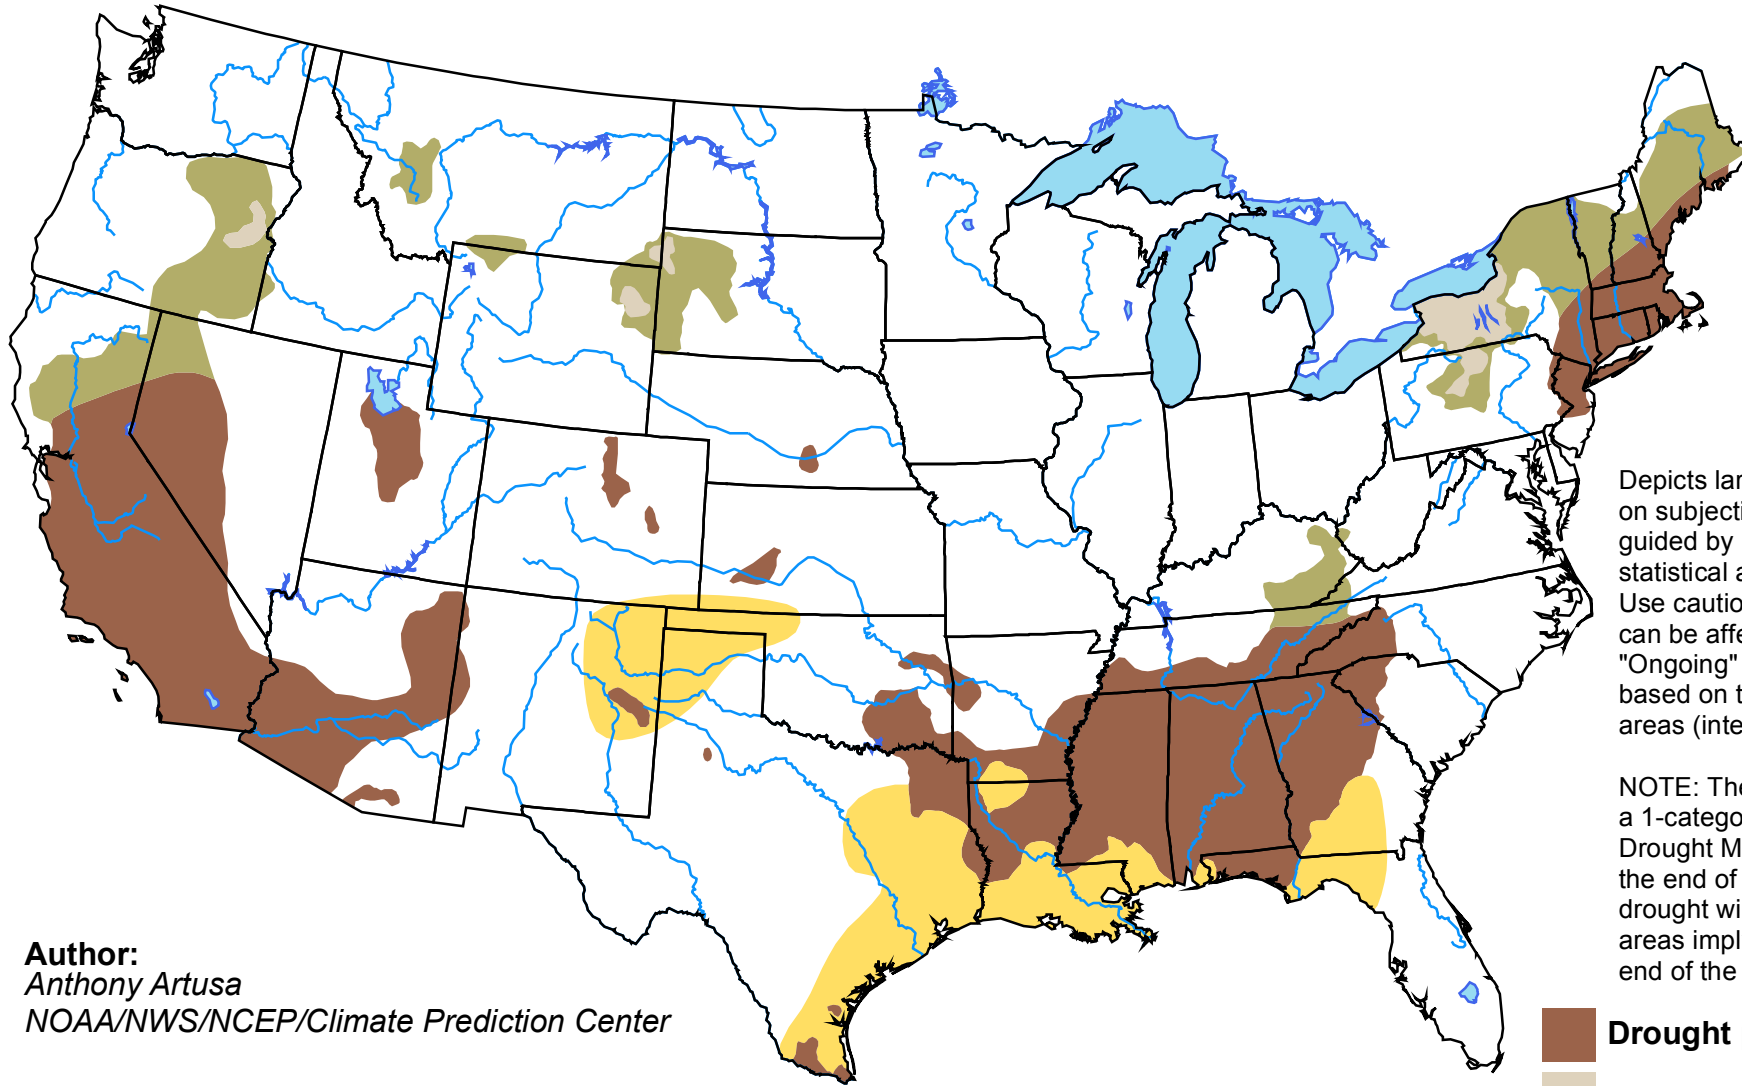 Depicts lar
on subjecti
guided by
statistical a
Use cautio
can be affe
"Ongoing"
based on t
areas (inte
NOTE: The
a 1-catego
Drought M
the end of
drought wi
areas impl
end of the
Author:
Anthony Artusa
NOAA/NWS/NCEP/Climate Prediction Center
Drought